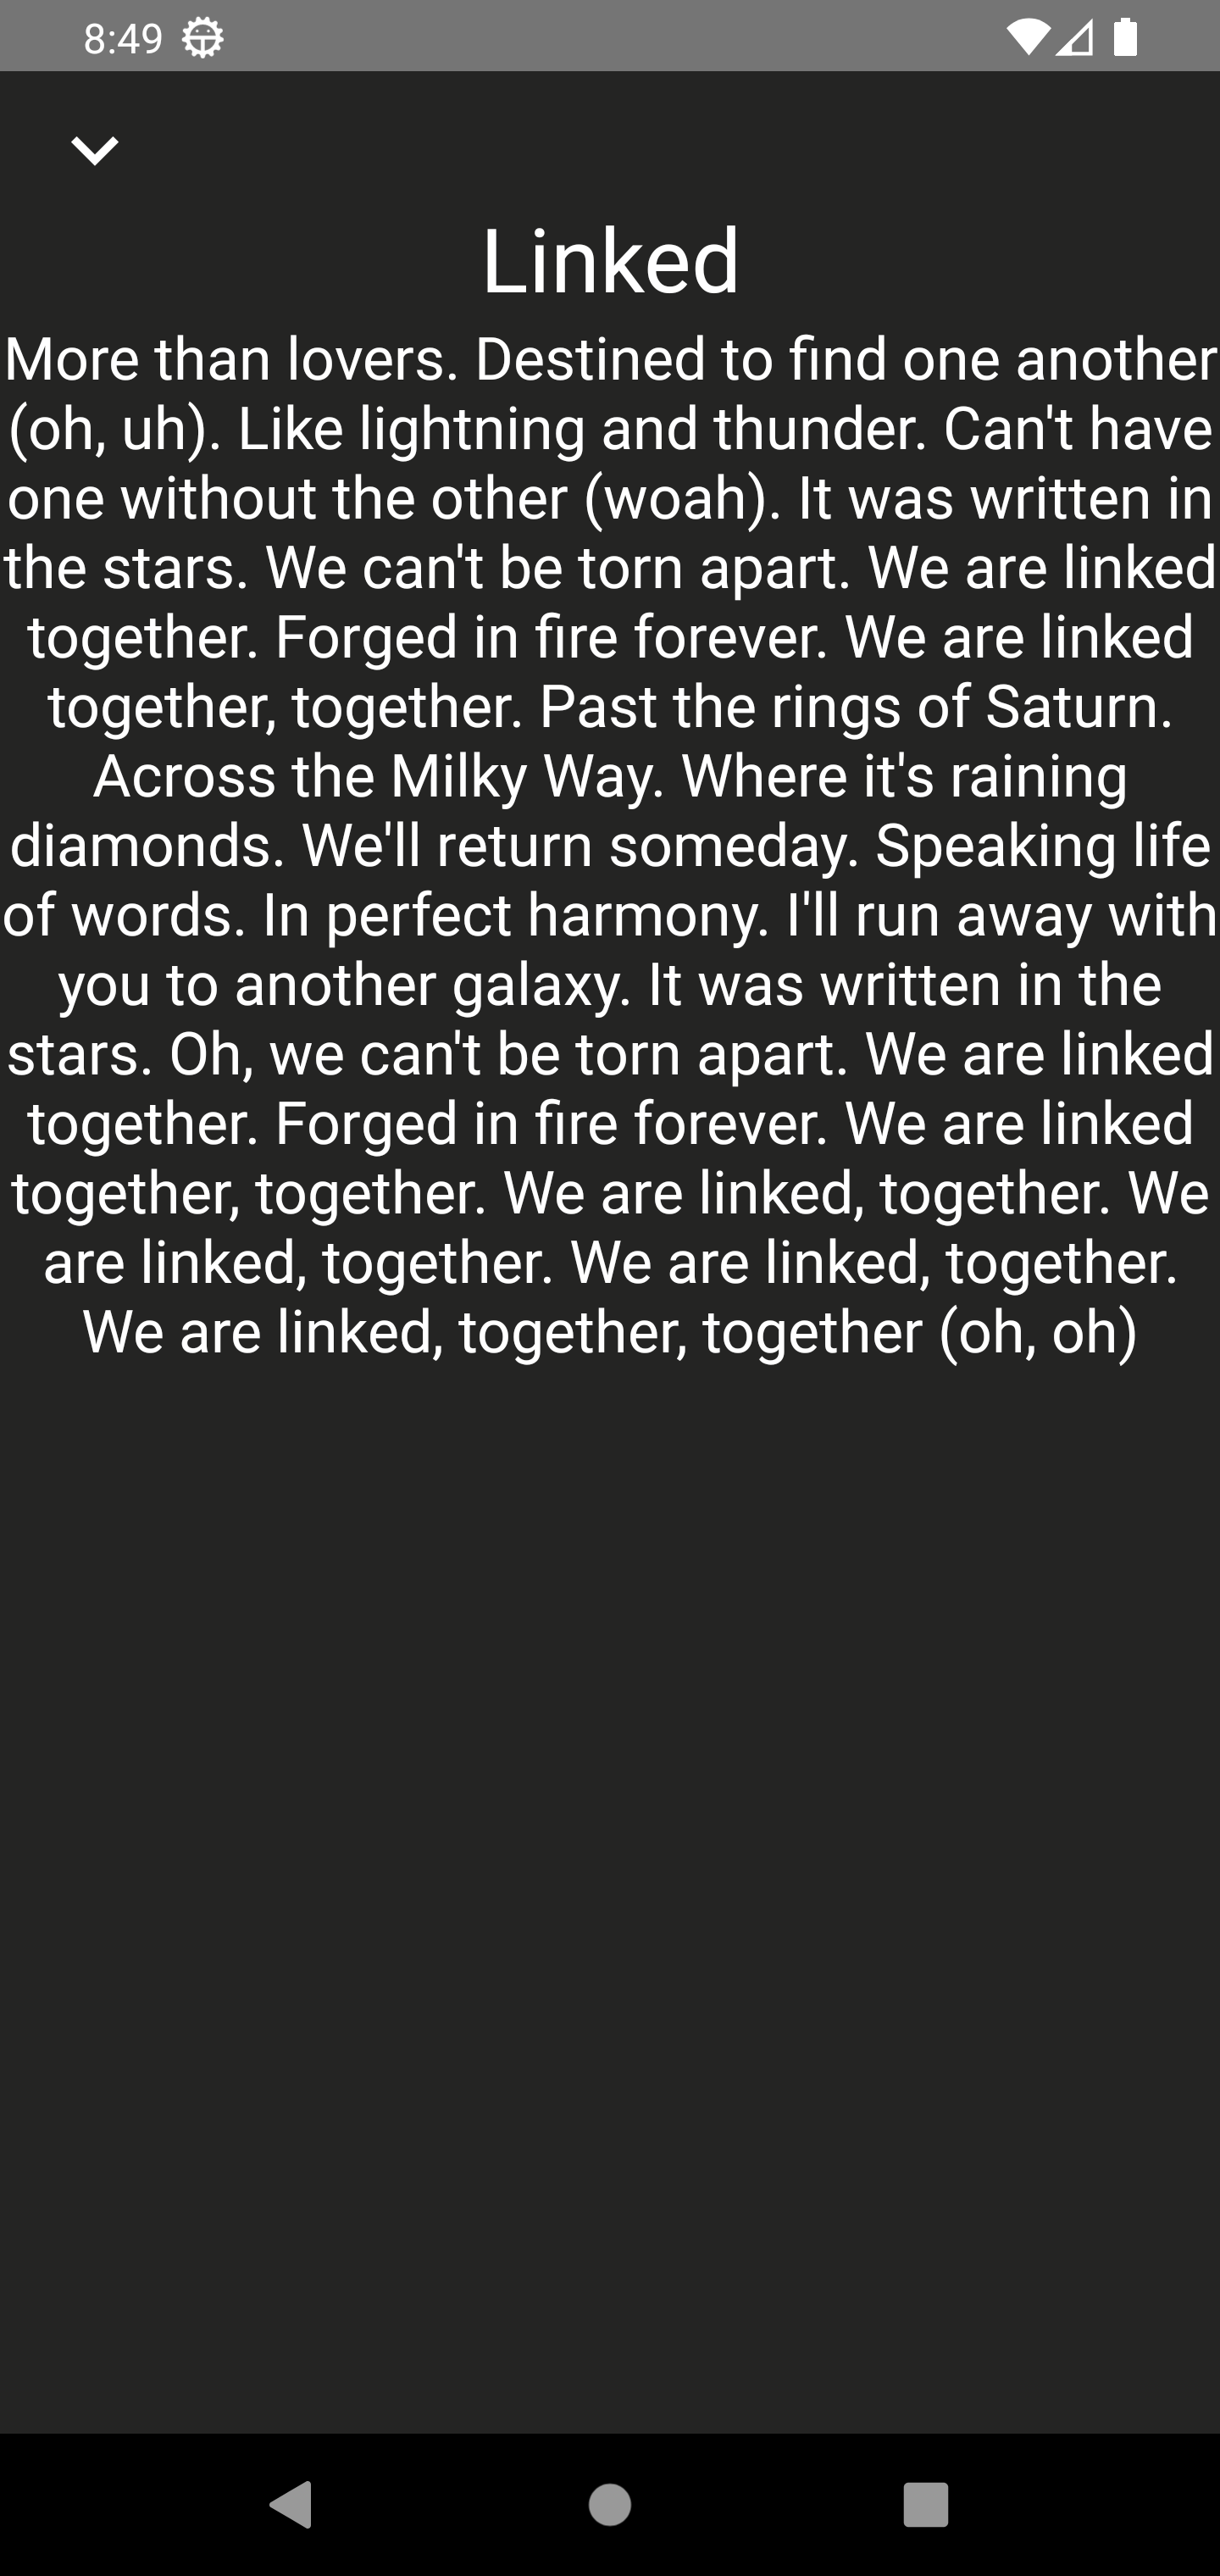 8:49
Linked
More than lovers. Destined to find one another
(oh, uh). Like lightning and thunder. Can't have
one without the other (woah). It was written in
the stars. We can't be torn apart. We are linked
together. Forged in fire forever. We are linked
together, together. Past the rings of Saturn.
Across the Milky Way. Where it's raining
diamonds. We'll return someday. Speaking life
of words. In perfect harmony. I'll run away with
you to another galaxy. It was written in the
stars. Oh, we can't be torn apart. We are linked
together. Forged in fire forever. We are linked
together, together. We are linked, together. We
are linked, together. We are linked, together.
We are linked, together, together (oh, oh)